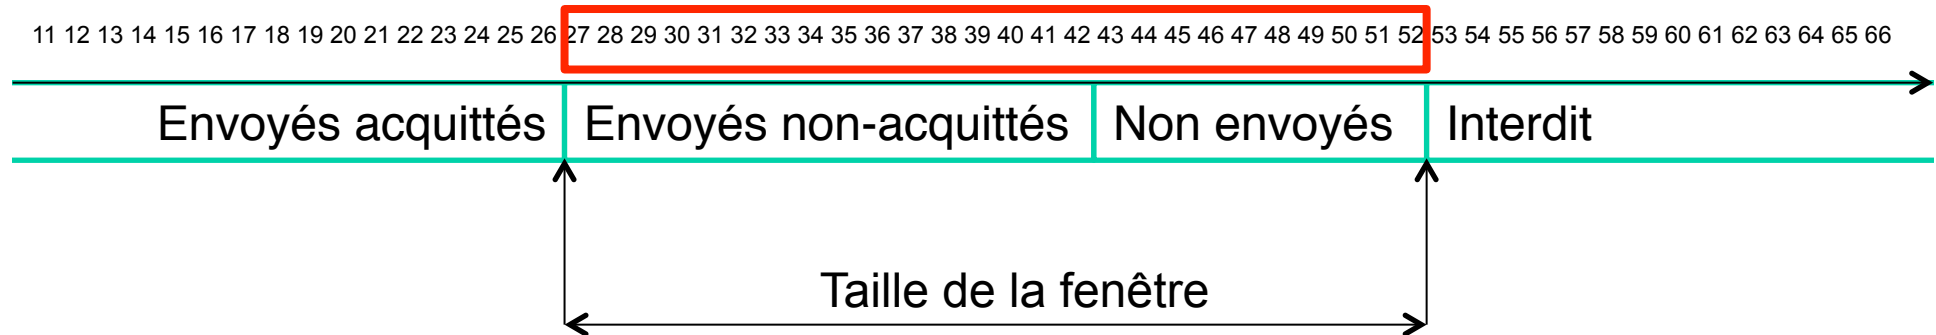 11 12 13 14 15 16 17 18 19 20 21 22 23 24 25 26 27 28 29 30 31 32 33 34 35 36 37 38 39 40 41 42 43 44 45 46 47 48 49 50 51 52 53 54 55 56 57 58 59 60 61 62 63 64 65 66
Envoyés acquittés Envoyés non-acquittés Non envoyés Interdit
Taille de la fenêtre